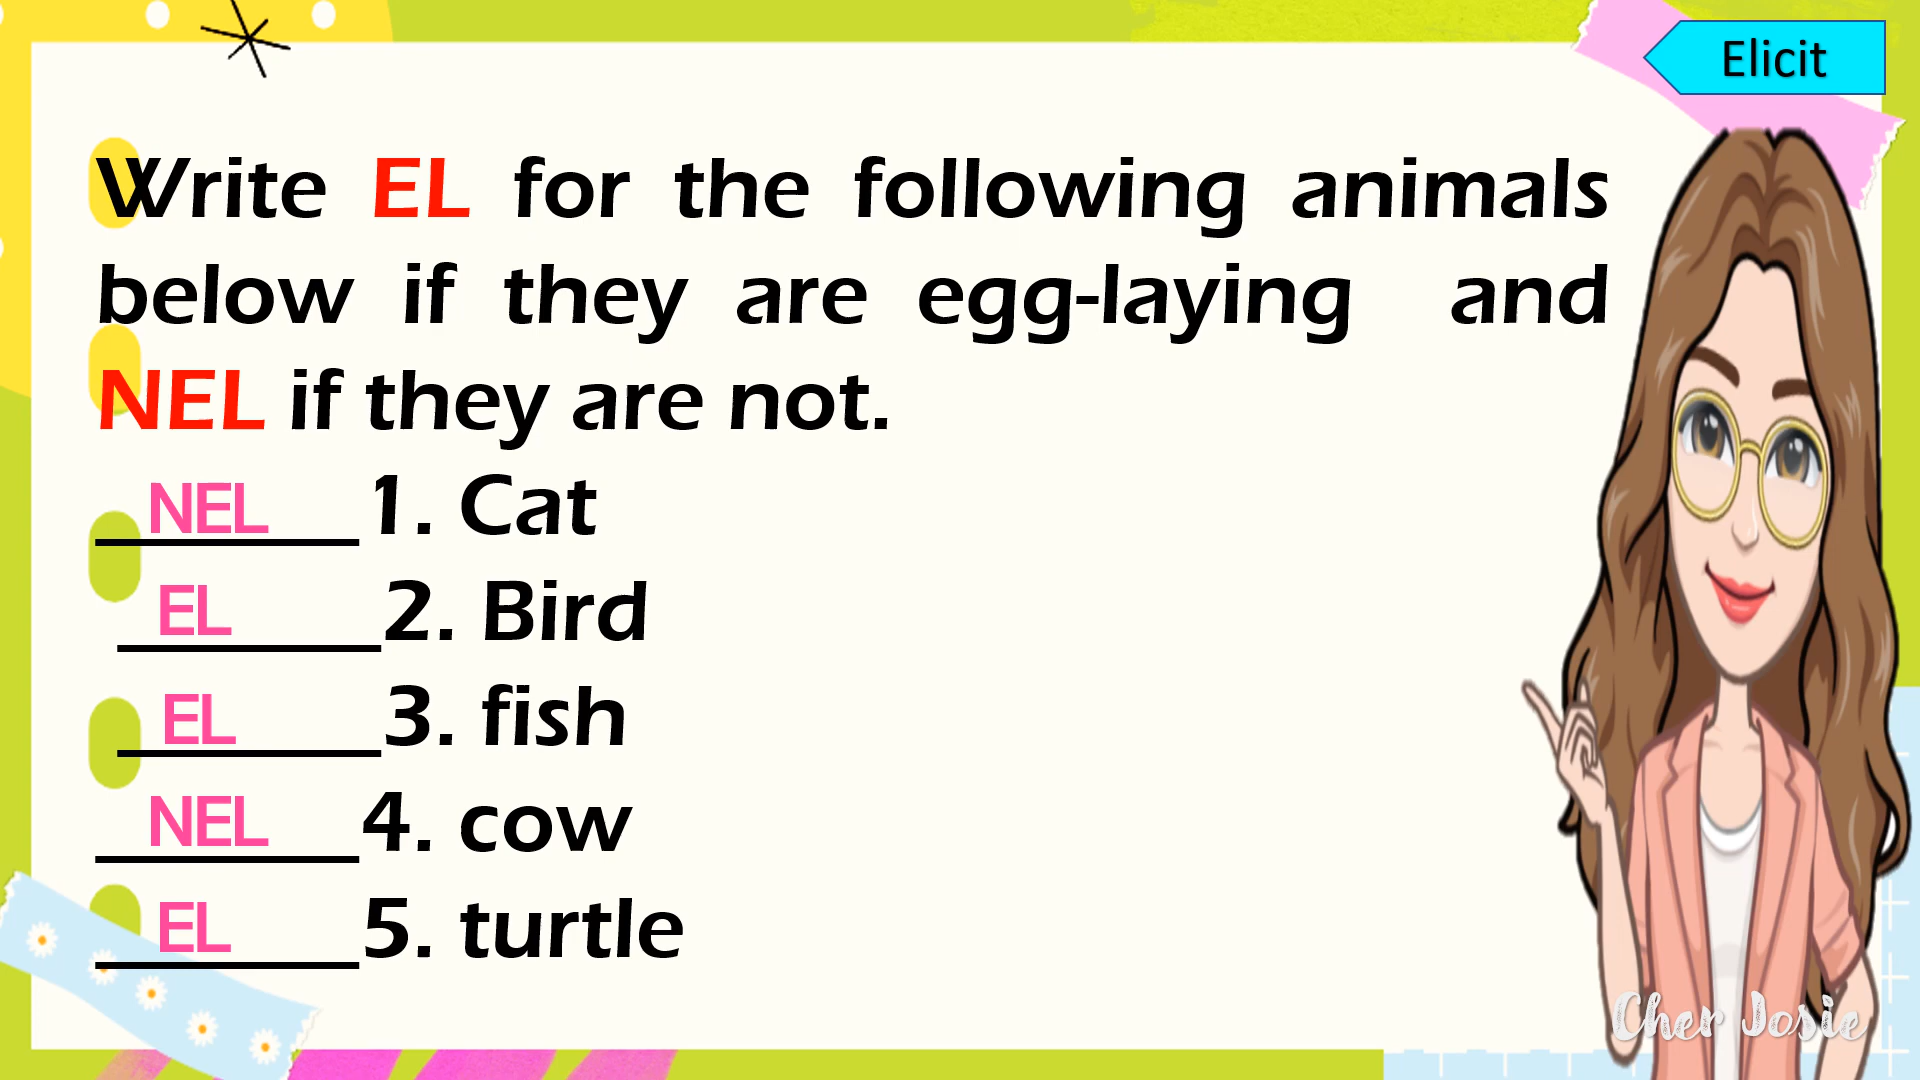 Elicit
Write EL for the following animals
below if they are egg-laying and
NEL if they are not.
NEL 1. Cat
EL 2. Bird
EL 3. fish
NEL 4. cow
EL 5. turtle
Cher Josie